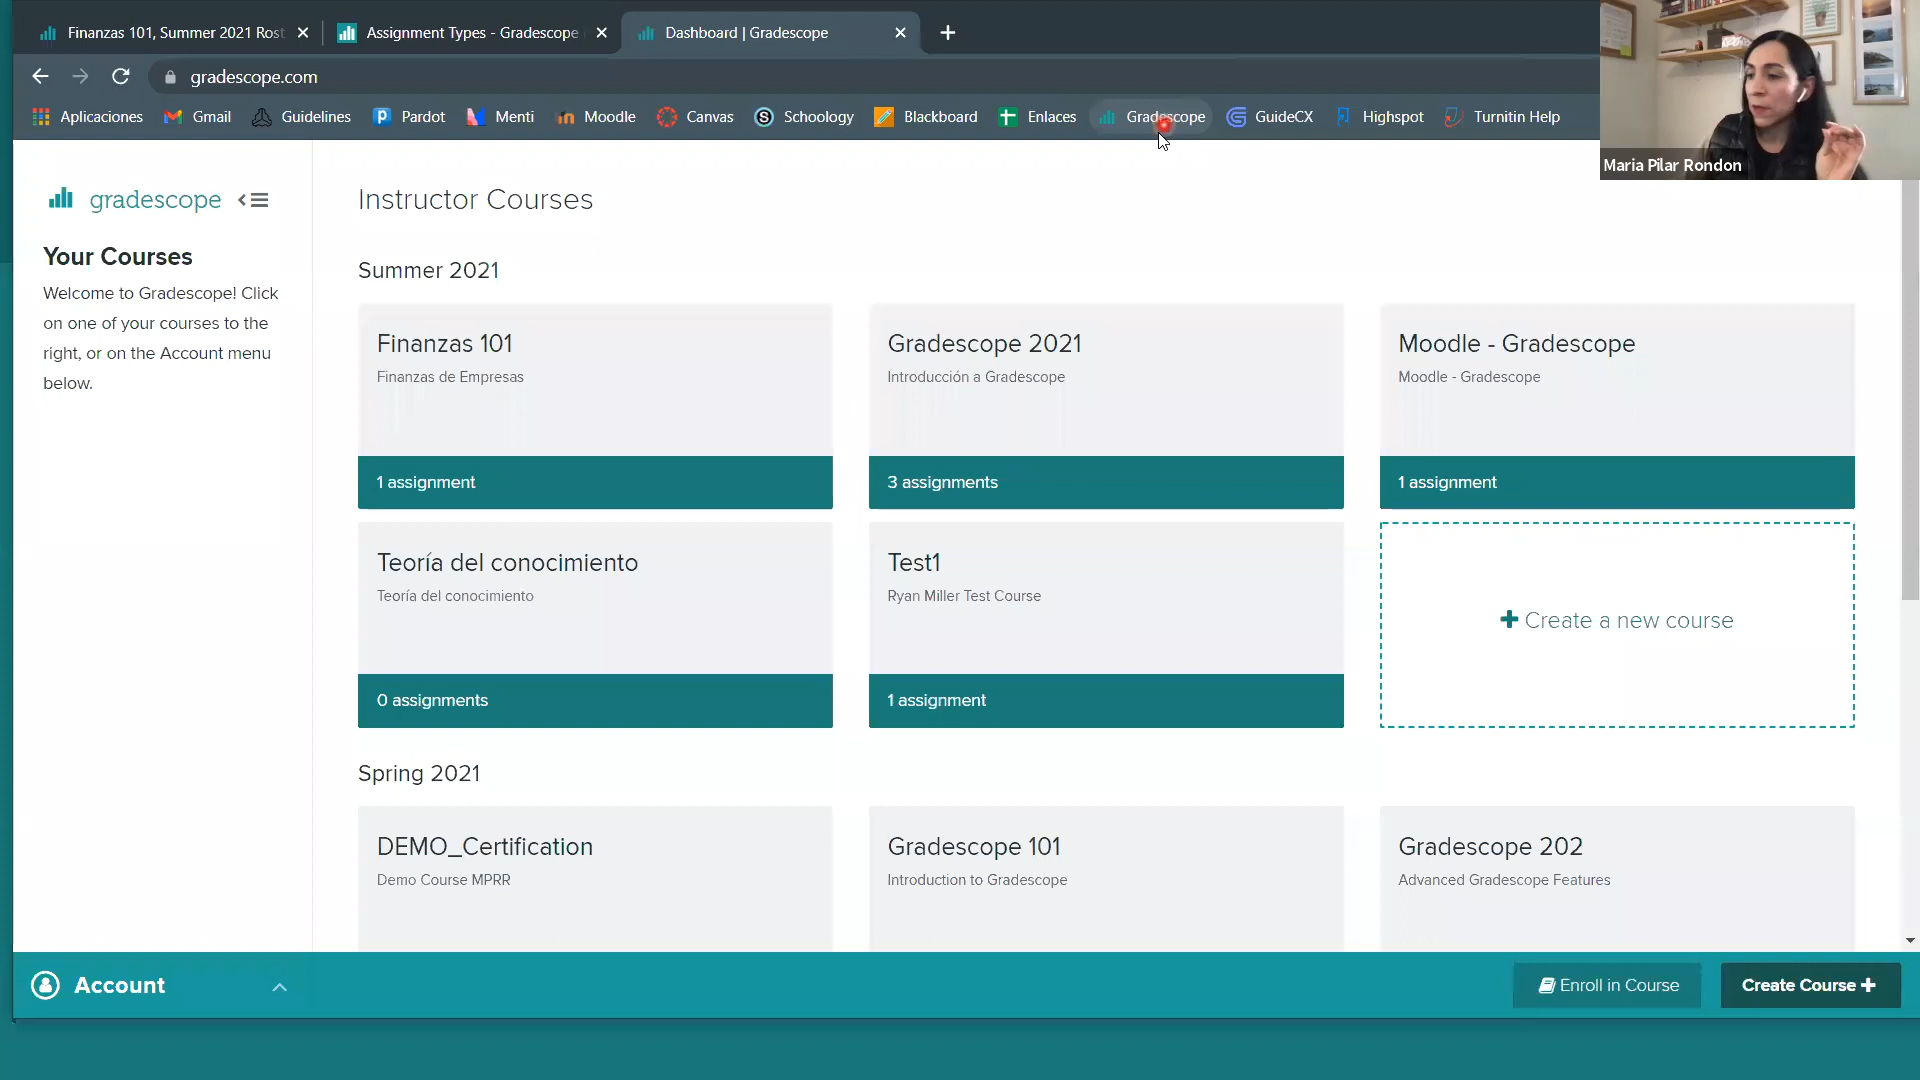 Finanzas 101, Summer 2021 Rost
Assignment Types - Gradescope
Dashboard | Gradescope
gradescope.com
Aplicaciones
Gmail
Guidelines
Pardot
Menti
Moodle
Canvas
Schoology
Blackboard
Enlaces
Gradescope
GuideCX
Highspot
Turnitin Help
Maria Pilar Rondon
gradescope
Your Courses
Welcome to Gradescope! Click
on one of your courses to the
right, or on the Account menu
below.
Instructor Courses
Summer 2021
Finanzas 101
Finanzas de Empresas
1 assignment
Gradescope 2021
Introducción a Gradescope
3 assignments
Moodle - Gradescope
Moodle - Gradescope
1 assignment
Teoría del conocimiento
Teoría del conocimiento
0 assignments
Test1
Ryan Miller Test Course
1 assignment
Create a new course
Spring 2021
DEMO_Certification
Demo Course MPRR
Gradescope 101
Introduction to Gradescope
Gradescope 202
Advanced Gradescope Features
Account
Enroll in Course
Create Course